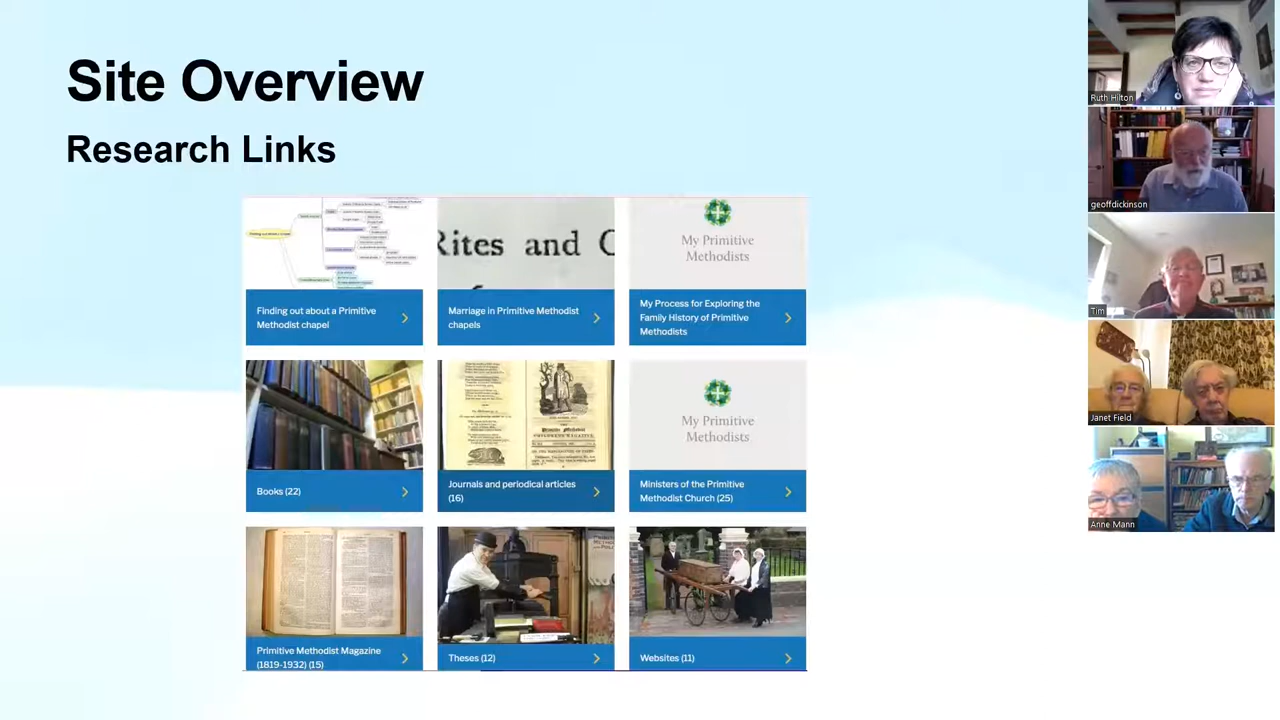 Site Overview
Research Links
Rites and C
My Primitive
Methodists
Finding out about a Primitive
Methodist chapel
Marriage in Primitive Methodist
chapels
My Process for Exploring the
Family History of Primitive
Methodists
My Primitive
Methodists
Books (22)
Journals and periodical articles
(16)
Ministers of the Primitive
Methodist Church (25)
Primitive Methodist Magazine
(1819-1932) (15)
Theses (12)
Websites (11)
Ruth Hilton
geoffdickinson
Tim
Janet Field
Anne Mann